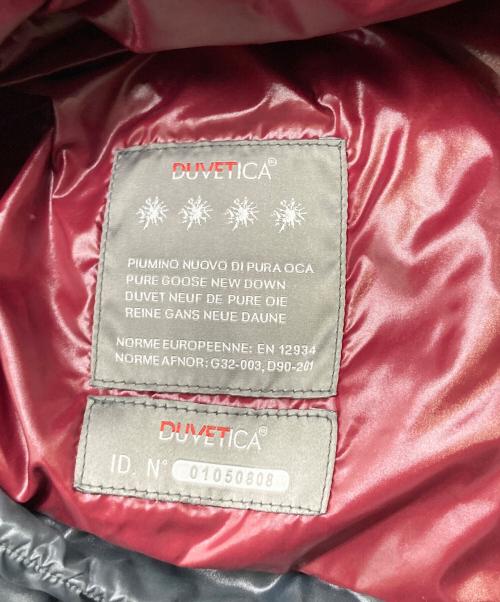 DUVETICA®
PIUMINO NUOVO DI PURA OCA
PURE GOOSE NEW DOWN
DUVET NEUF DE PURE OIE
REINE GANS NEUE DAUNE
NORME EUROPEENNE: EN 12934
NORME AFNOR: G32-003, D90-201
DUVETICA®
ID. N° 01050808